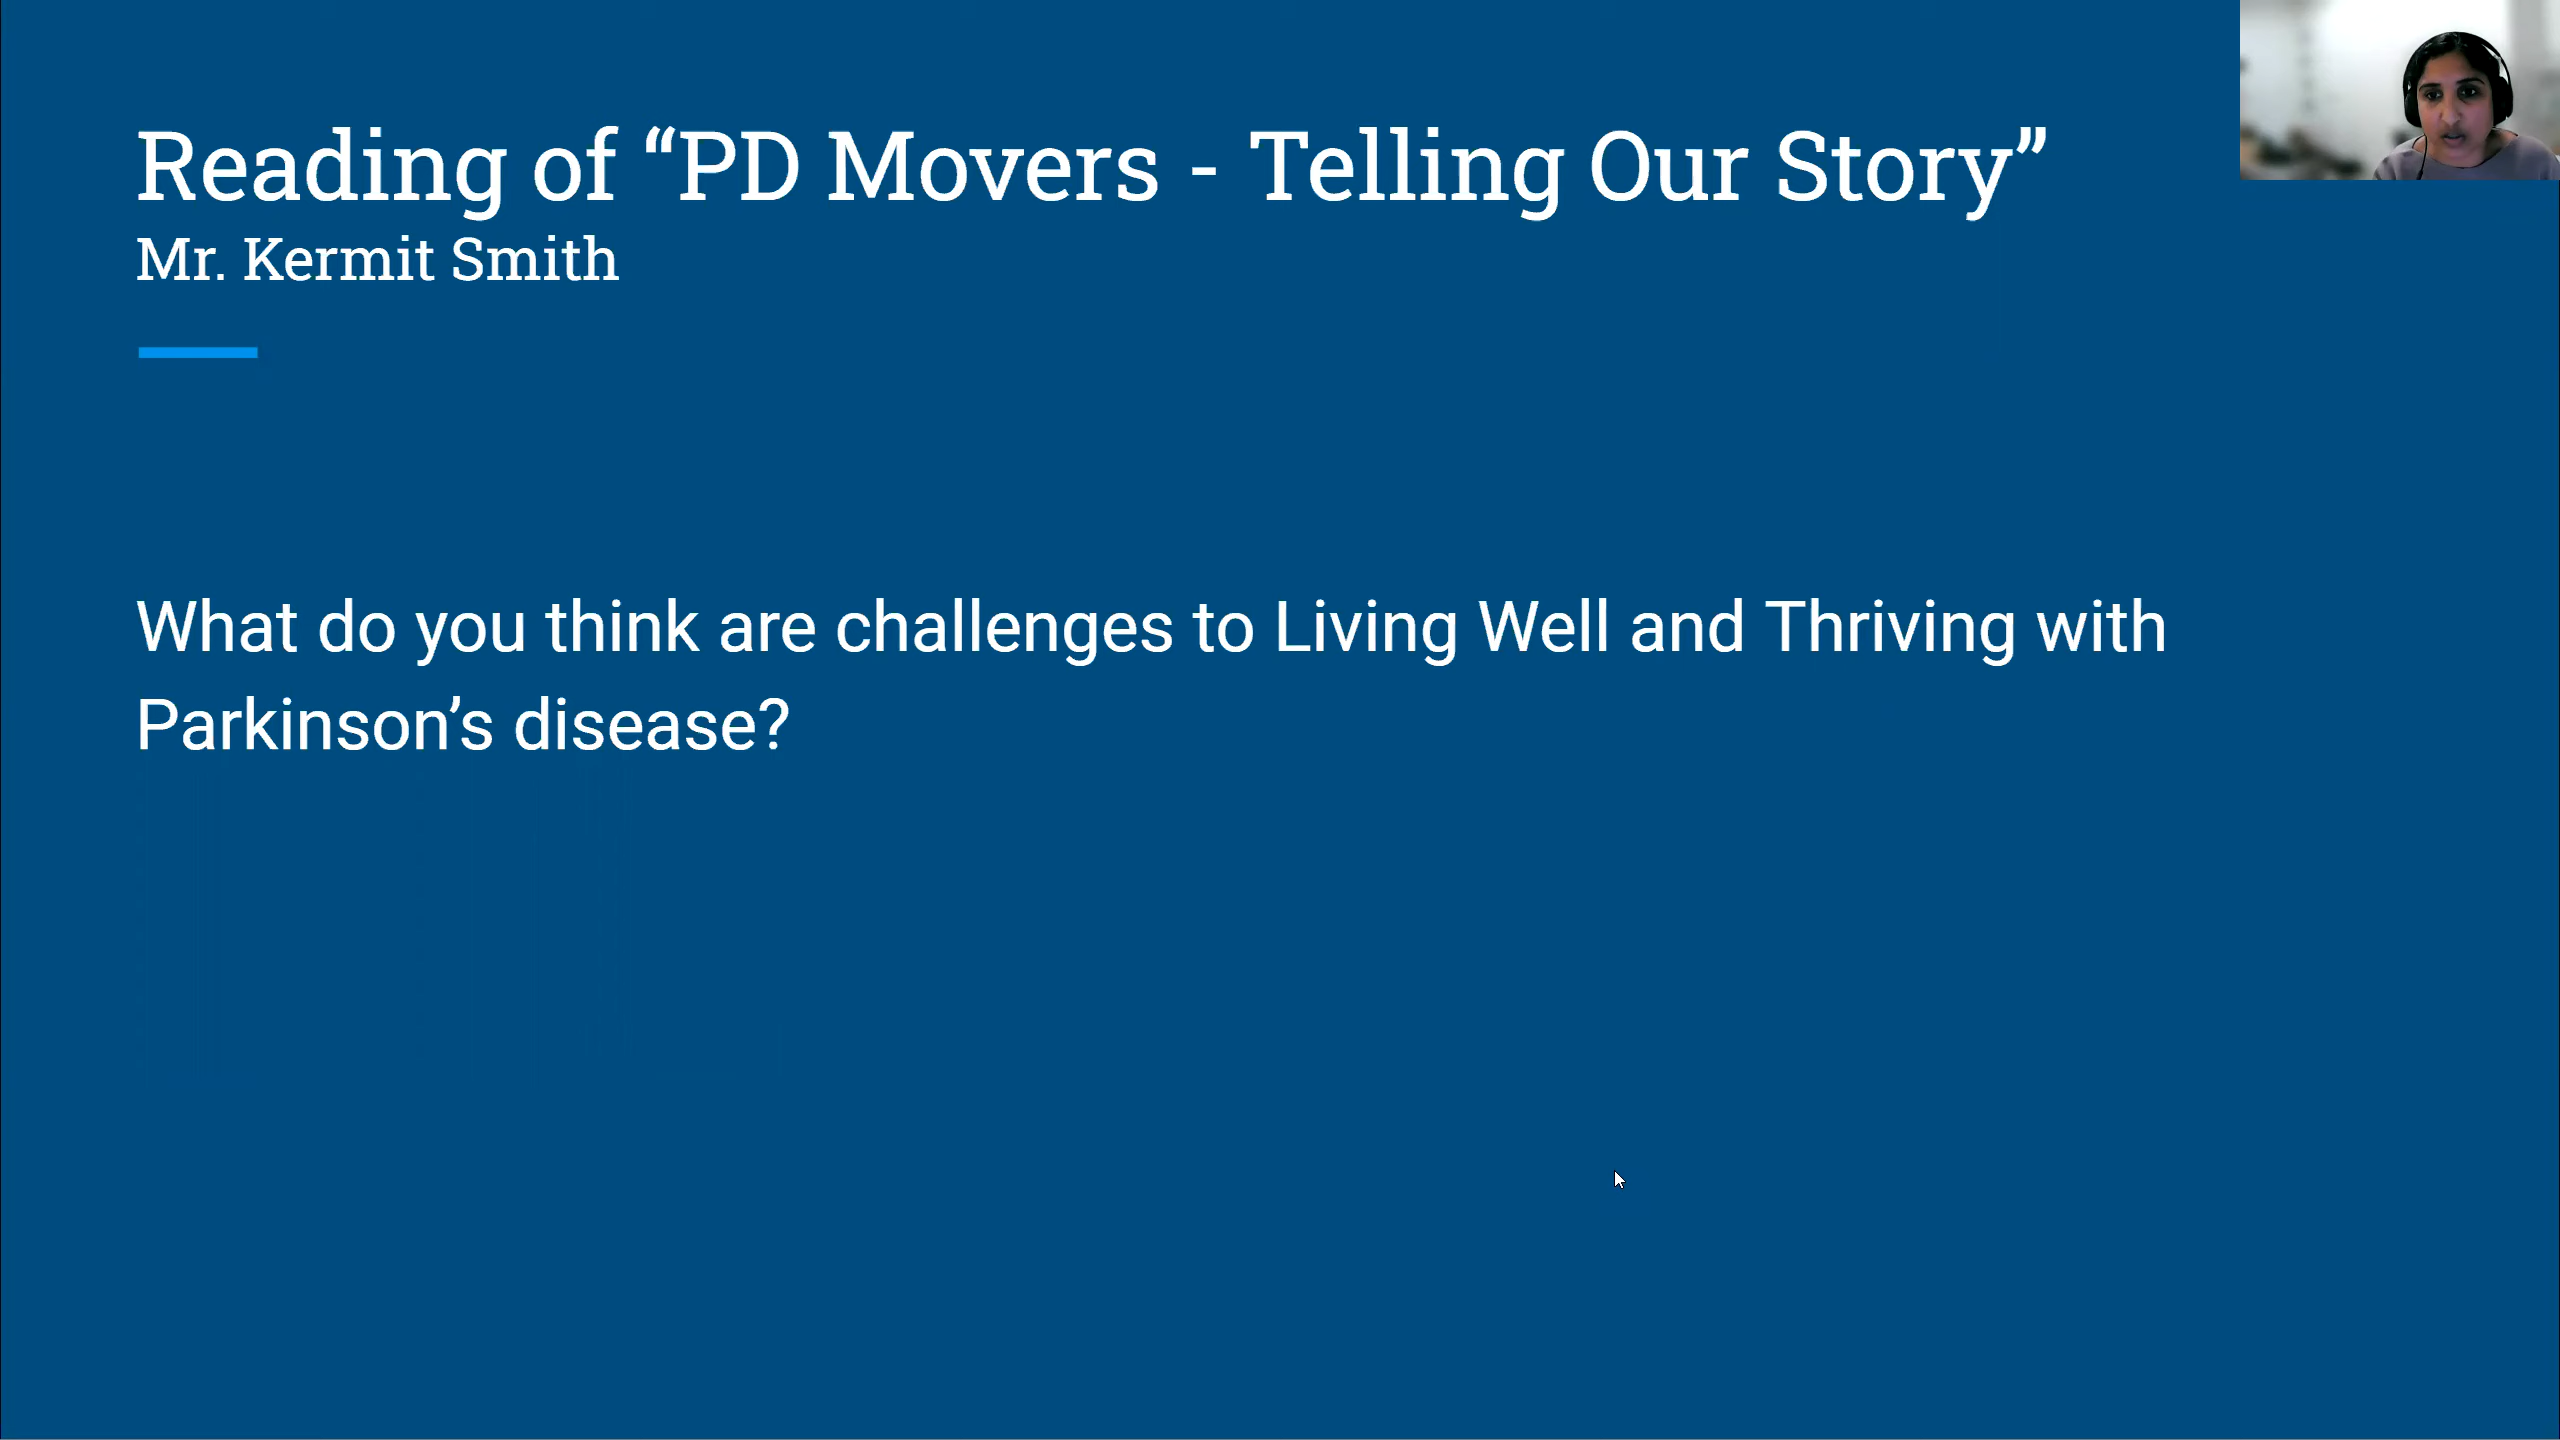 Reading of “PD Movers - Telling Our Story”
Mr. Kermit Smith
What do you think are challenges to Living Well and Thriving with
Parkinson’s disease?